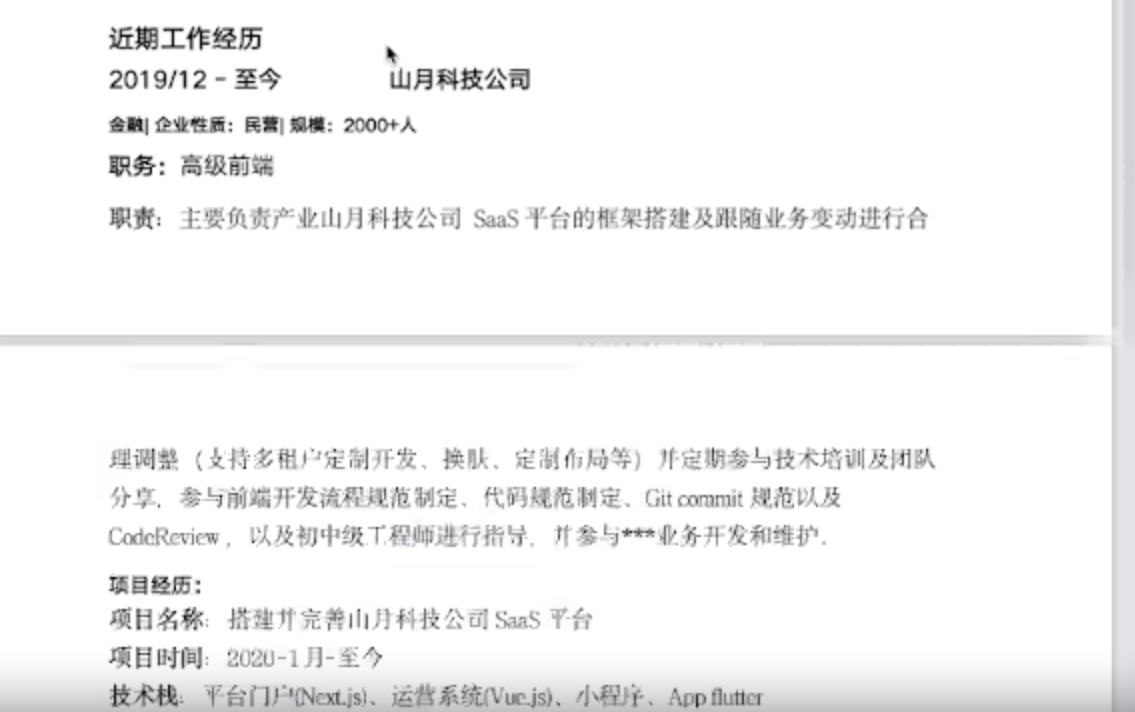 近期工作经历
2019/12 - 至今 山月科技公司
金融| 企业性质：民营| 规模：2000+人
职务：高级前端
职责：主要负责产业山月科技公司 SaaS 平台的框架搭建及跟随业务变动进行合
理调整（支持多租户定制开发、换肤、定制布局等）并定期参与技术培训及团队
分享，参与前端开发流程规范制定、代码规范制定、Git commit 规范以及
CodeReview，以及初中级工程师进行指导，并参与***业务开发和维护.
项目经历：
项目名称：搭建并完善山月科技公司 SaaS 平台
项目时间：2020-1 月-至今
技术栈：平台门户(Next.js)、运营系统(Vue.js)、小程序、App flutter